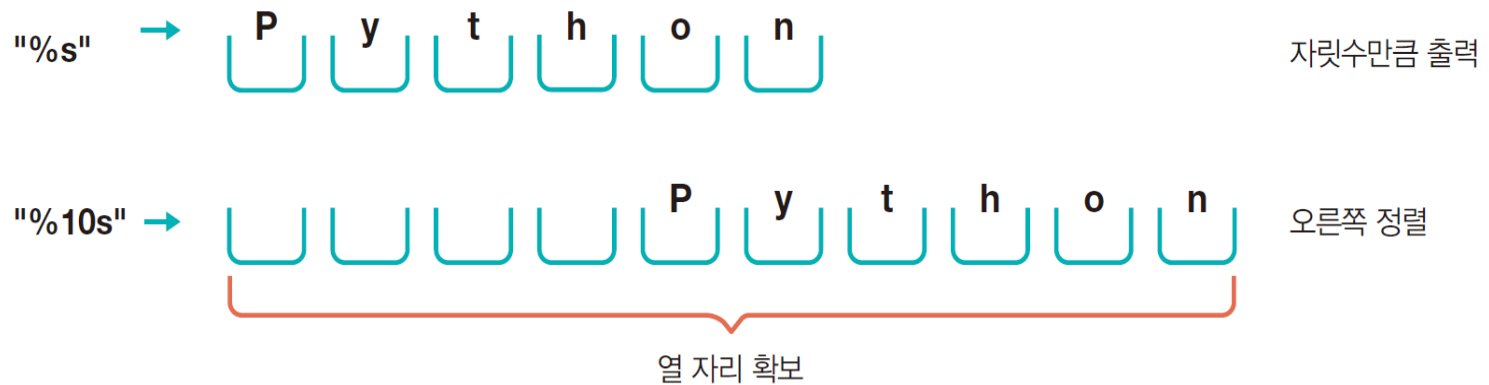 "%s" → P y t h o n 자릿수만큼 출력
"%10s" → P y t h o n 오른쪽 정렬
열 자리 확보